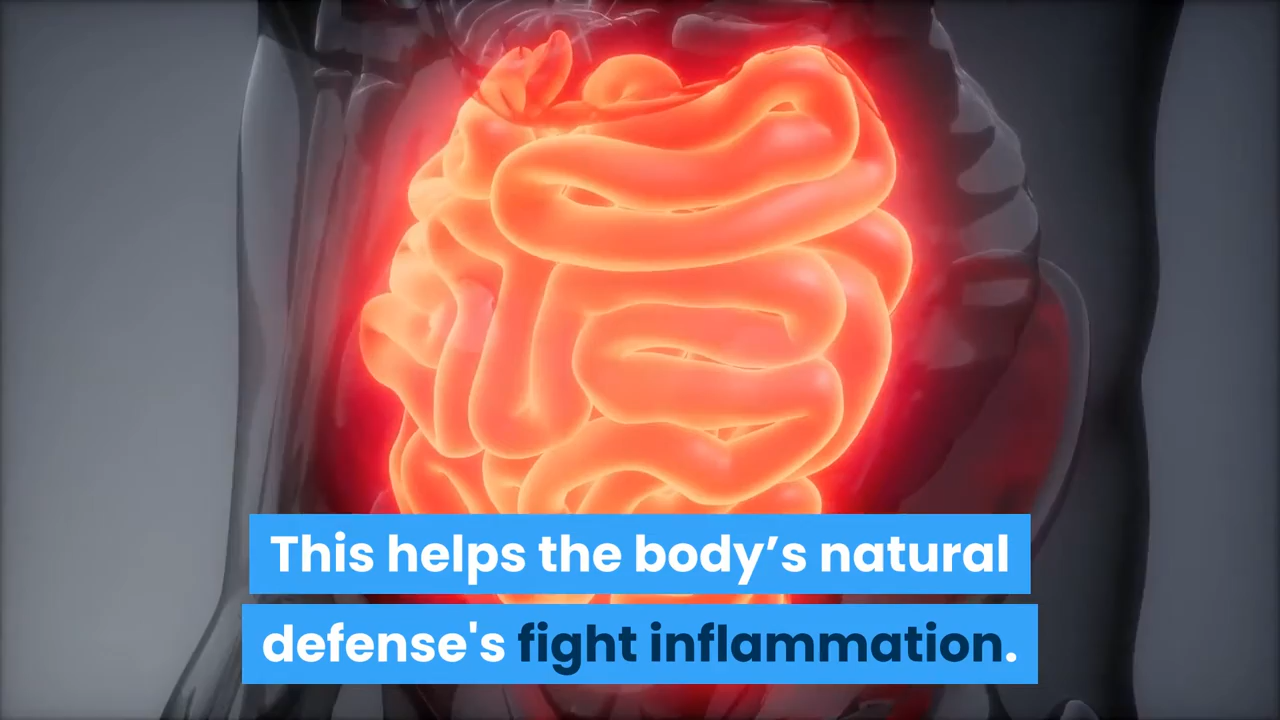 This helps the body’s natural
defense's fight inflammation.